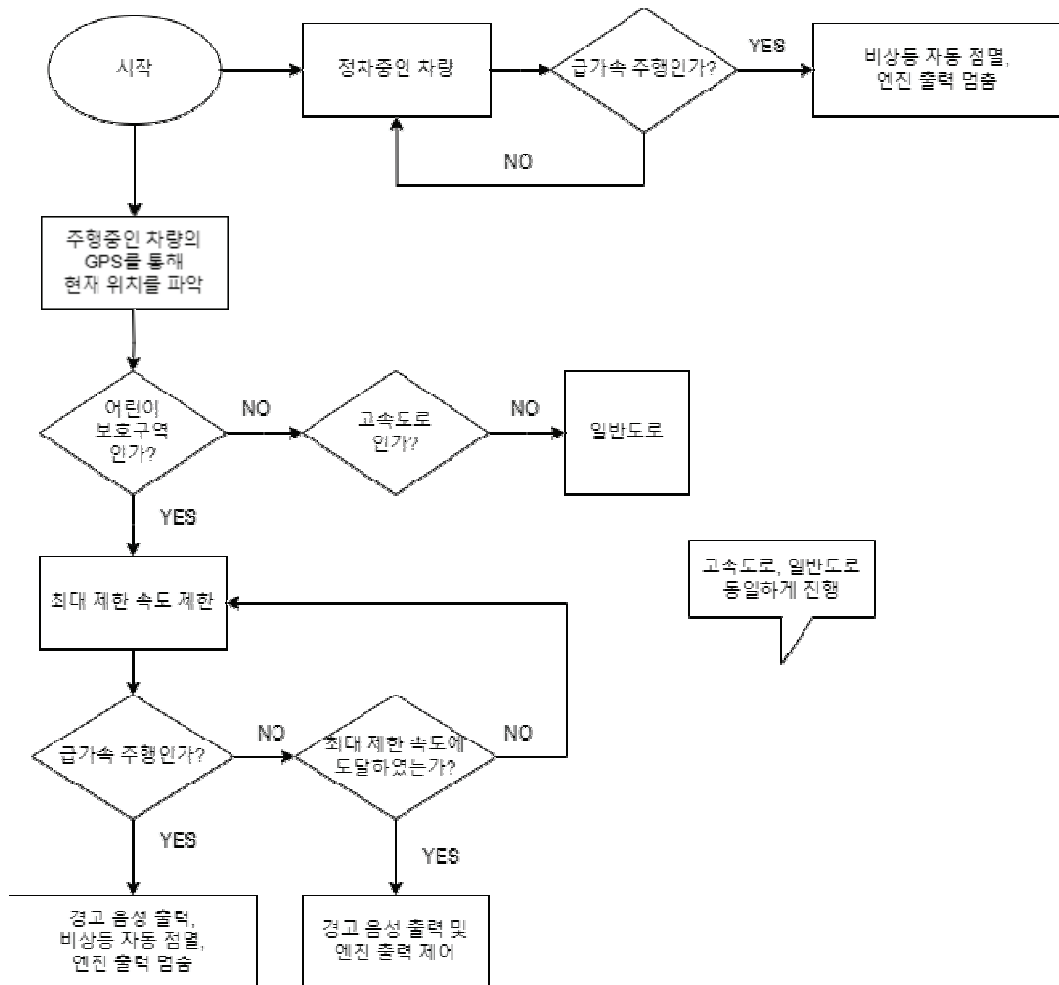 시작
정차중인 차량
급가속 주행인가?
YES
비상등 자동 점멸,
엔진 출력 멈춤
NO
주행중인 차량의
GPS를 통해
현재 위치를 파악
어린이
보호구역
인가?
NO
고속도로
인가?
NO
일반도로
YES
고속도로, 일반도로
동일하게 진행
최대 제한 속도 제한
급가속 주행인가?
NO
최대 제한 속도에
도달하였는가?
NO
YES
YES
경고 음성 출력,
비상등 자동 점멸,
엔진 출력 멈춤
경고 음성 출력 및
엔진 출력 제어